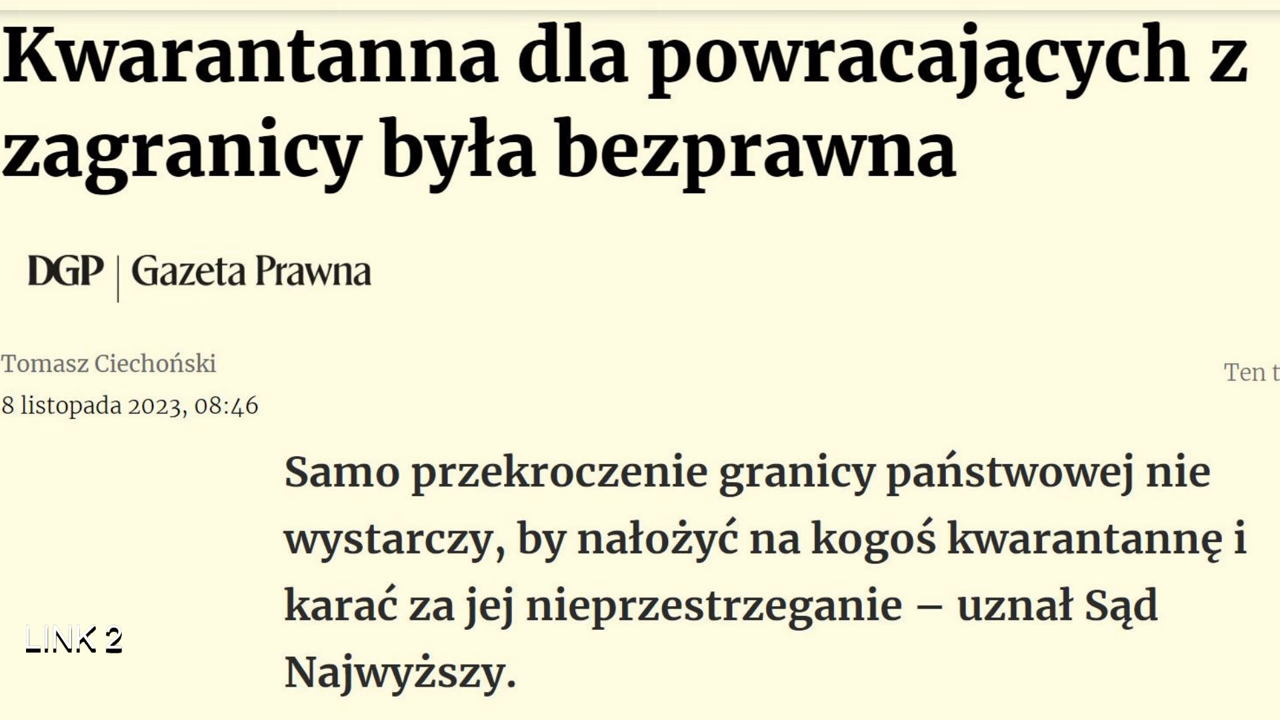 Kwarantanna dla powracających z
zagranicy była bezprawna
DGP | Gazeta Prawna
Tomasz Ciechoński
Ten t
8 listopada 2023, 08:46
Samo przekroczenie granicy państwowej nie
wystarczy, by nałożyć na kogoś kwarantannę i
karać za jej nieprzestrzeganie – uznał Sąd
Najwyższy.
LINK 2